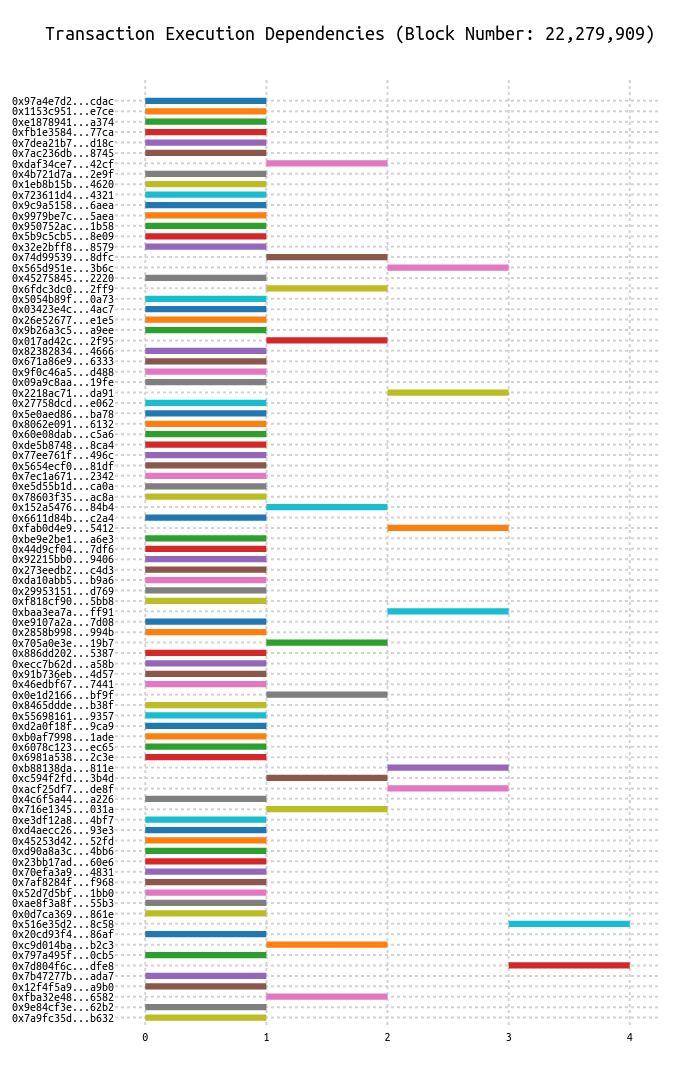 Transaction Execution Dependencies (Block Number: 22,279,909)
0x97a4e7d2...cdac
0x1153c951...e7ce
0xe1878941...a374
0xfb1e3584...77ca
0x7dea21b7...d18c
0x7ac236db...8745
0xdaf34ce7...42cf
0x4b721d7a...2e9f
0x1eb8b15b...4620
0x723611d4...4321
0x9c9a5158...6aea
0x9979be7c...5aea
0x950752ac...1b58
0x5b9c5cb5...8e09
0x32e2bff8...8579
0x74d99539...8dfc
0x565d951e...3b6c
0x45275845...2220
0x6fdc3dc0...2ff9
0x5054b89f...0a73
0x03423e4c...4ac7
0x26e52677...e1e5
0x9b26a3c5...a9ee
0x017ad42c...2f95
0x82382834...4666
0x671a86e9...6333
0x9f0c46a5...d488
0x09a9c8aa...19fe
0x2218ac71...da91
0x27758dcd...e062
0x5e0aed86...ba78
0x8062e091...6132
0x60e08dab...c5a6
0xde5b8748...8ca4
0x77ee761f...496c
0x5654ecf0...81df
0x7ec1a671...2342
0xe5d55b1d...ca0a
0x78603f35...ac8a
0x152a5476...84b4
0x6611d84b...c2a4
0xfab0d4e9...5412
0xbe9e2be1...a6e3
0x44d9cf04...7df6
0x92215bb0...9406
0x273eedb2...c4d3
0xda10abb5...b9a6
0x29953151...d769
0xf818cf90...5bb8
0xbaa3ea7a...ff91
0xe9107a2a...7d08
0x2858b998...994b
0x705a0e3e...19b7
0x886dd202...5387
0xecc7b62d...a58b
0x91b736eb...4d57
0x46edbf67...7441
0x0e1d2166...bf9f
0x8465ddde...b38f
0x55698161...9357
0xd2a0f18f...9ca9
0xb0af7998...1ade
0x6078c123...ec65
0x6981a538...2c3e
0xb88138da...811e
0xc594f2fd...3b4d
0xacf25df7...de8f
0x4c6f5a44...a226
0x716e1345...031a
0xe3df12a8...4bf7
0xd4aecc26...93e3
0x45253d42...52fd
0xd90a8a3c...4bb6
0x23bb17ad...60e6
0x70efa3a9...4831
0x7af8284f...f968
0x52d7d5bf...1bb0
0xae8f3a8f...55b3
0x0d7ca369...861e
0x516e35d2...8c58
0x20cd93f4...86af
0xc9d014ba...b2c3
0x797a495f...0cb5
0x7d804f6c...dfe8
0x7b47277b...ada7
0x12f4f5a9...a9b0
0xfba32e48...6582
0x9e84cf3e...62b2
0x7a9fc35d...b632
0 1 2 3 4